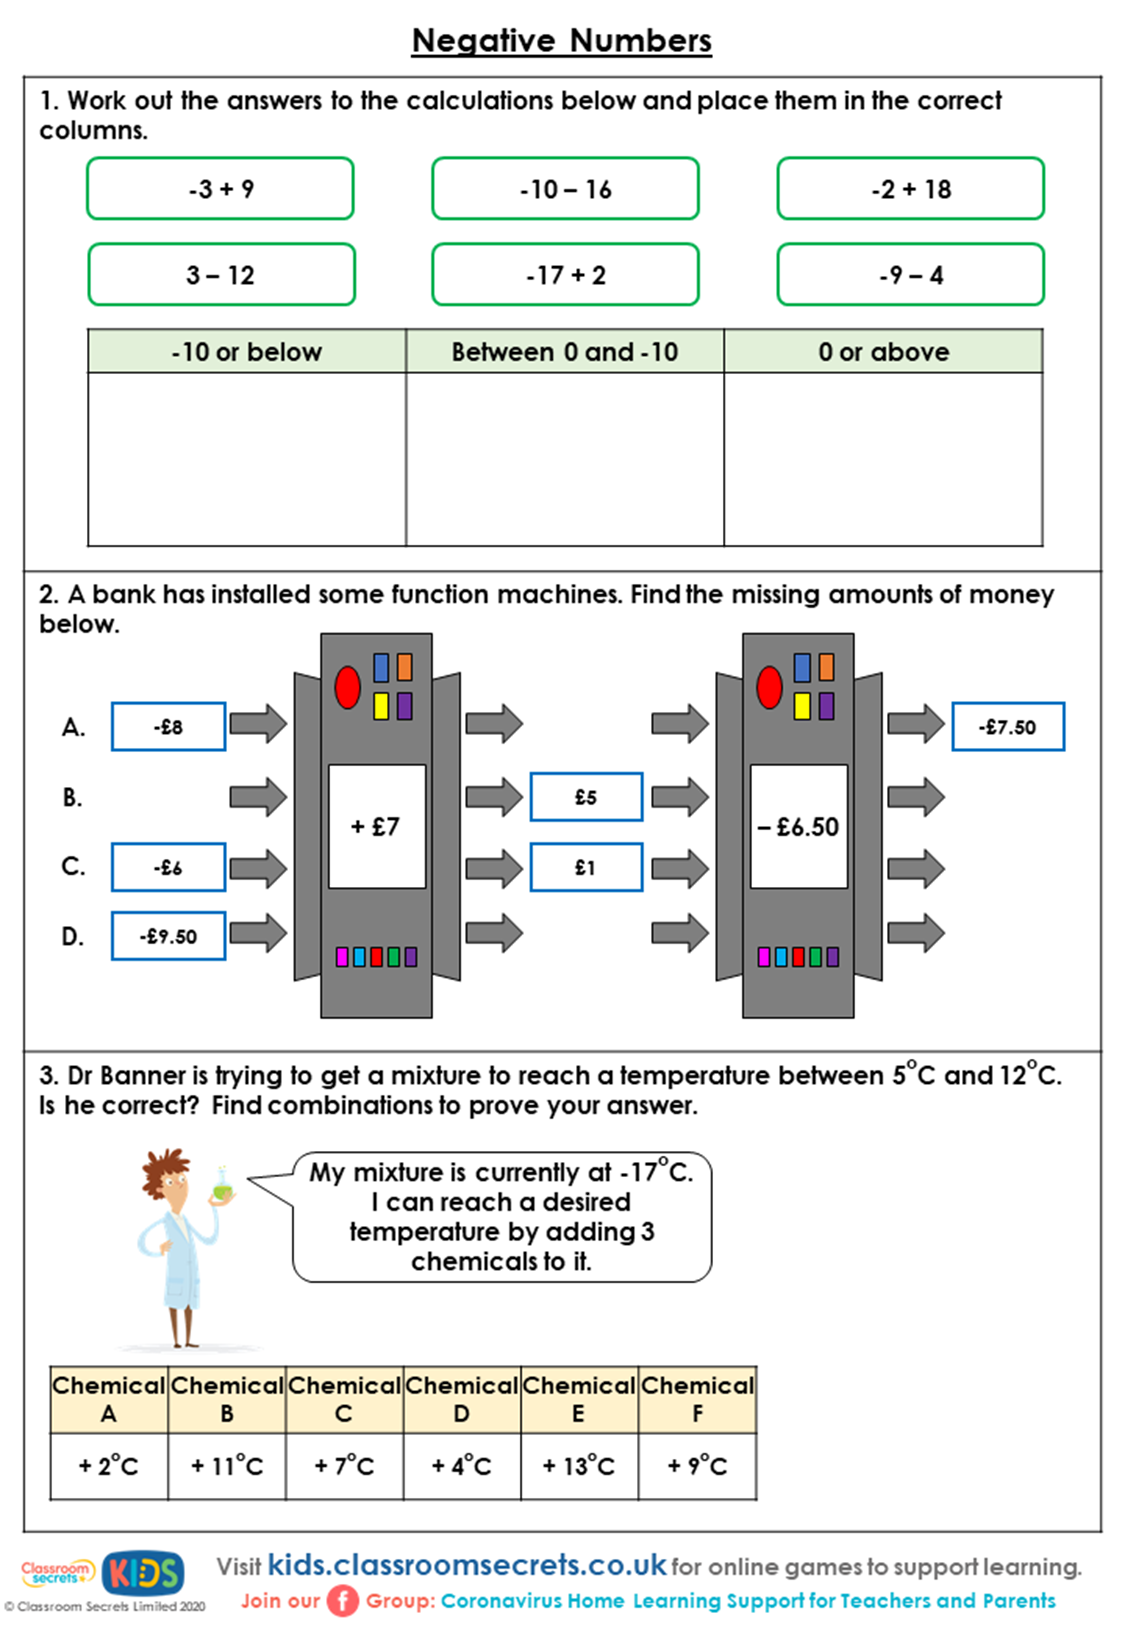 Negative Numbers
1. Work out the answers to the calculations below and place them in the correct
columns.
-3 + 9
-10 – 16
-2 + 18
3 – 12
-17 + 2
-9 – 4
-10 or below
Between 0 and -10
0 or above
2. A bank has installed some function machines. Find the missing amounts of money
below.
A.
-£8
-£7.50
B.
£5
+ £7
– £6.50
C.
-£6
£1
D.
-£9.50
3. Dr Banner is trying to get a mixture to reach a temperature between 5°C and 12°C.
Is he correct? Find combinations to prove your answer.
My mixture is currently at -17°C.
I can reach a desired
temperature by adding 3
chemicals to it.
Chemical A
Chemical B
Chemical C
Chemical D
Chemical E
Chemical F
+ 2°C
+ 11°C
+ 7°C
+ 4°C
+ 13°C
+ 9°C
Classroom
secrets
KIDS
© Classroom Secrets Limited 2020
Visit kids.classroomsecrets.co.uk for online games to support learning.
Join our f Group: Coronavirus Home Learning Support for Teachers and Parents